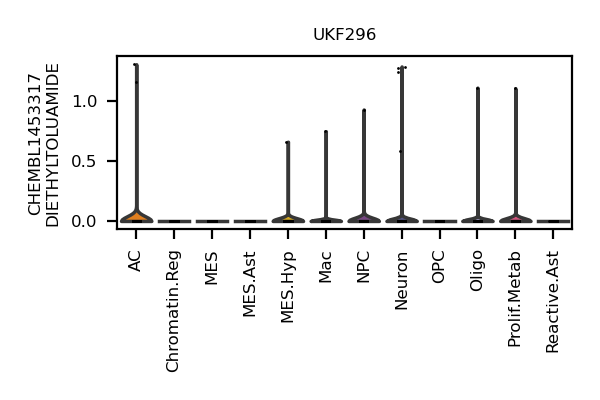 UKF296
CHEMBL1453317
DIETHYLTOLUAMIDE
1.0
0.5
0.0
AC
Chromatin.Reg
MES
MES.Ast
MES.Hyp
Mac
NPC
Neuron
OPC
Oligo
Prolif.Metab
Reactive.Ast